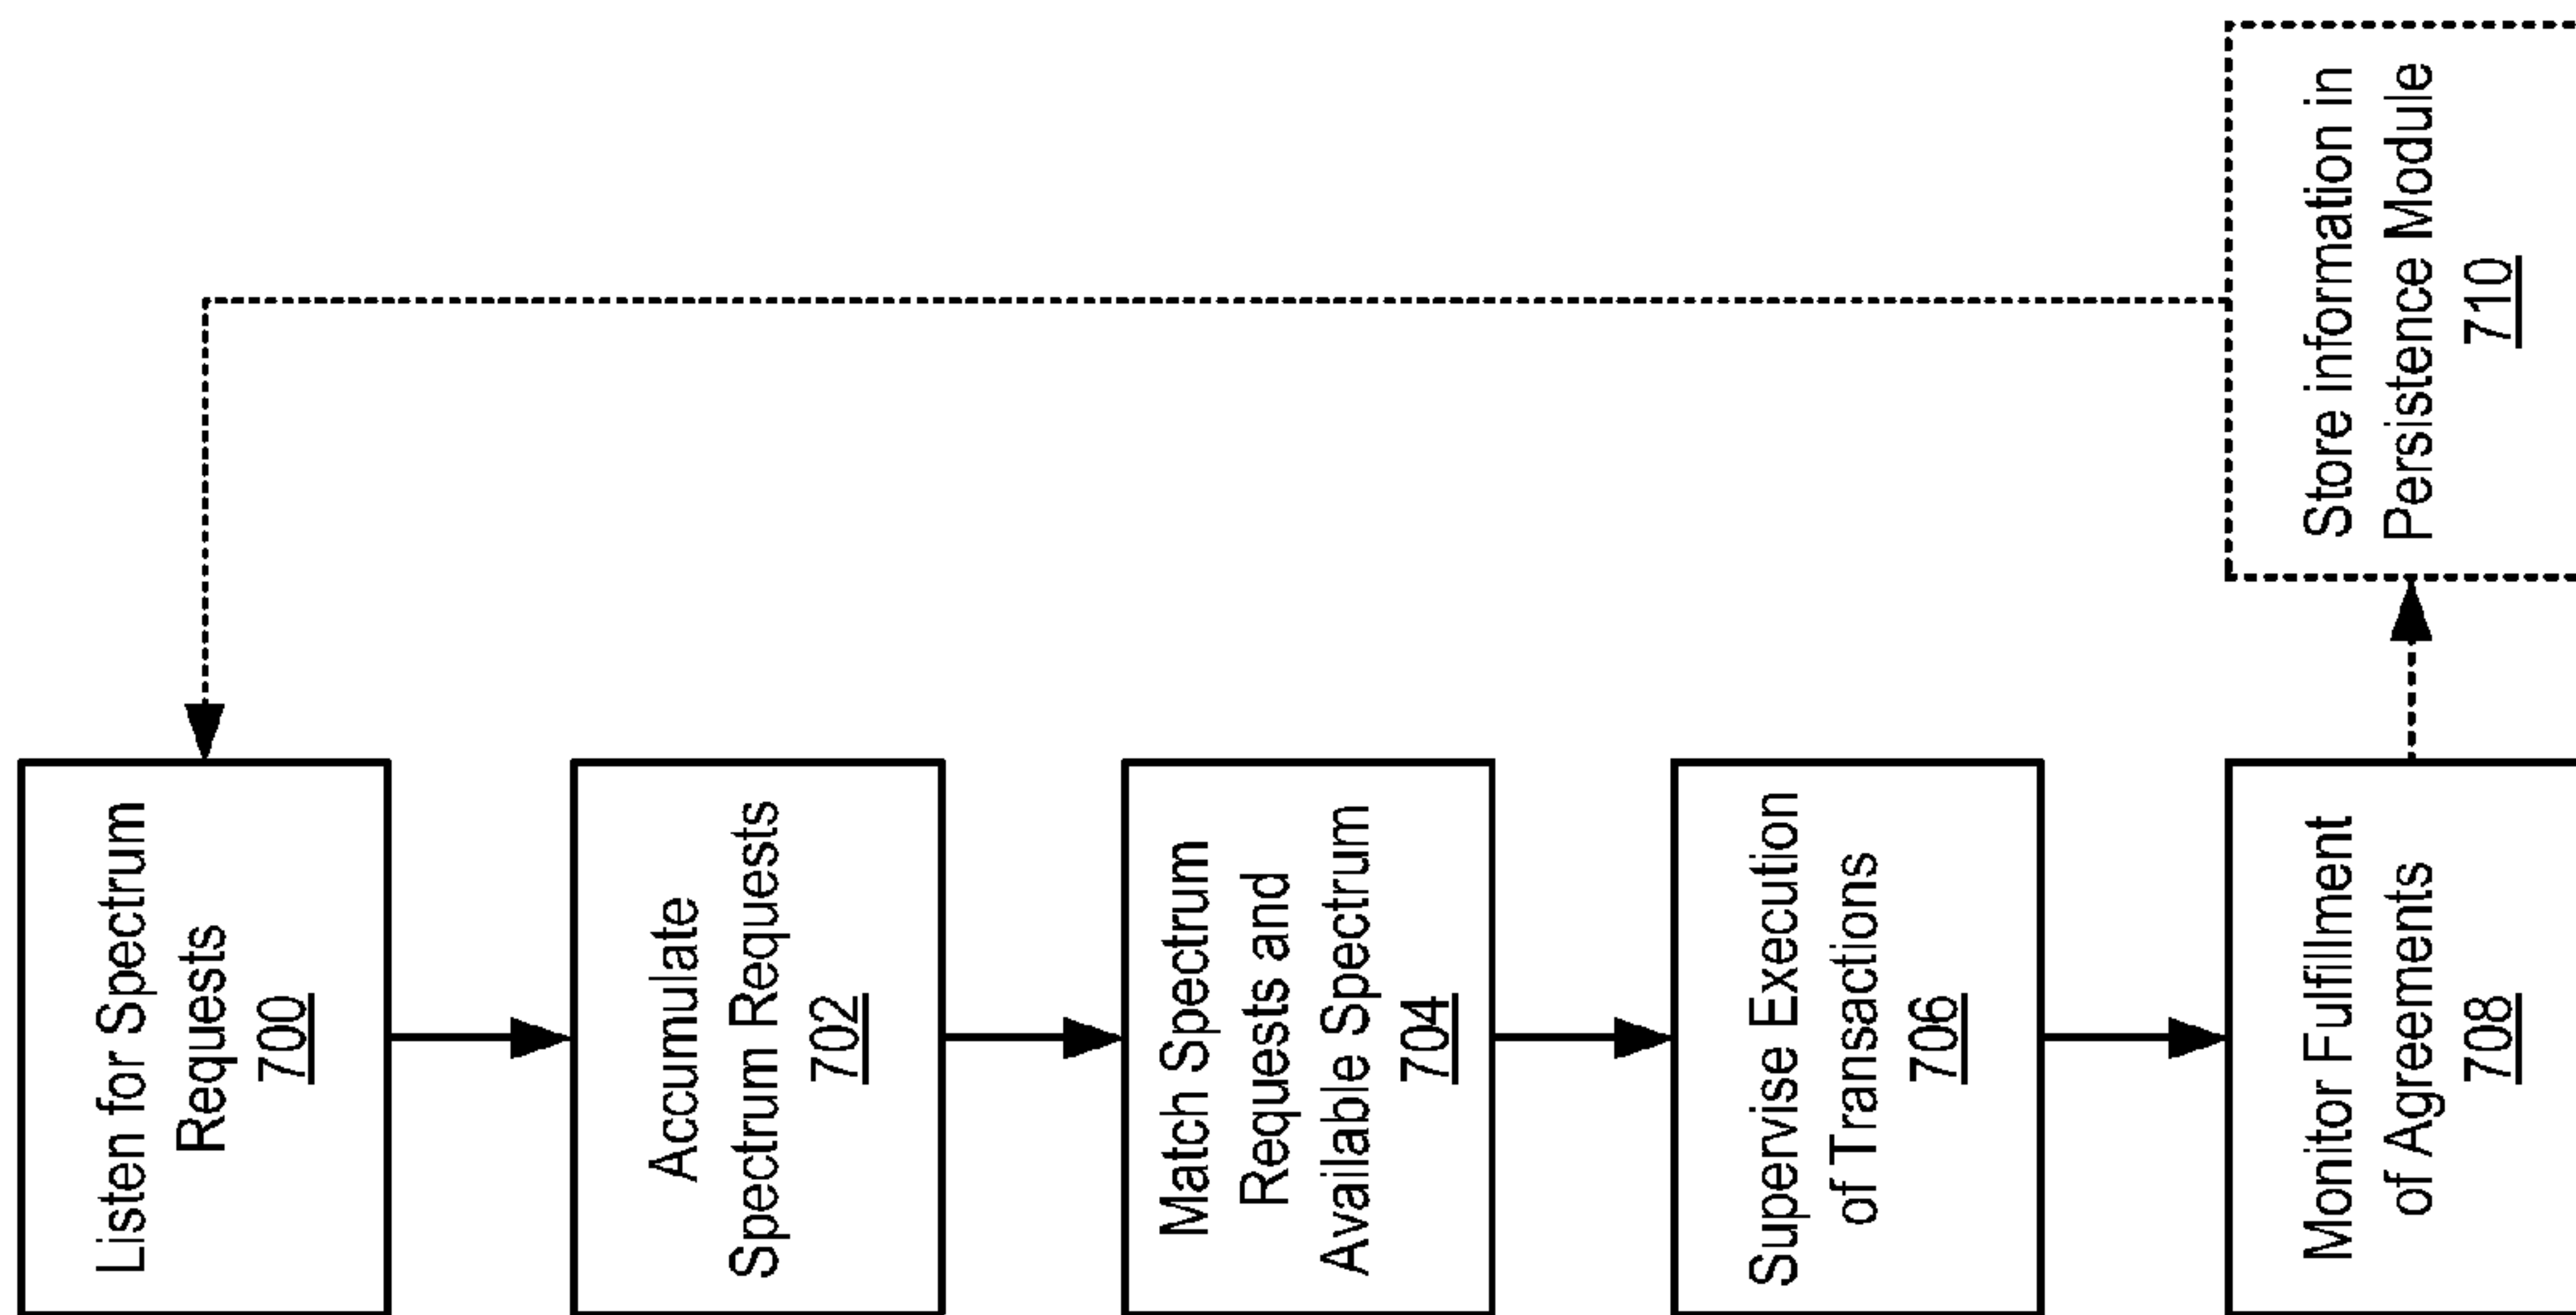 Listen for Spectrum
Requests
700
Accumulate
Spectrum Requests
702
Match Spectrum
Requests and
Available Spectrum
704
Supervise Execution
of Transactions
706
Monitor Fulfillment
of Agreements
708
Store information in
Persistence Module
710